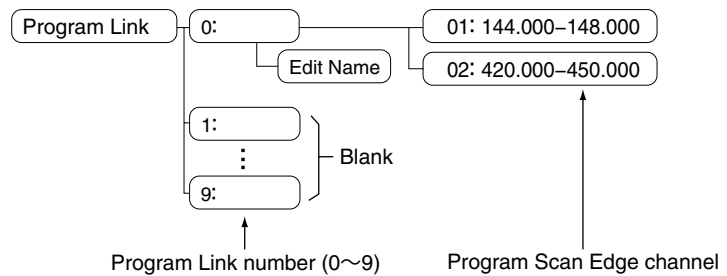 Program Link
0:
01: 144.000–148.000
Edit Name
02: 420.000–450.000
1:
Blank
9:
Program Link number (0～9)
Program Scan Edge channel